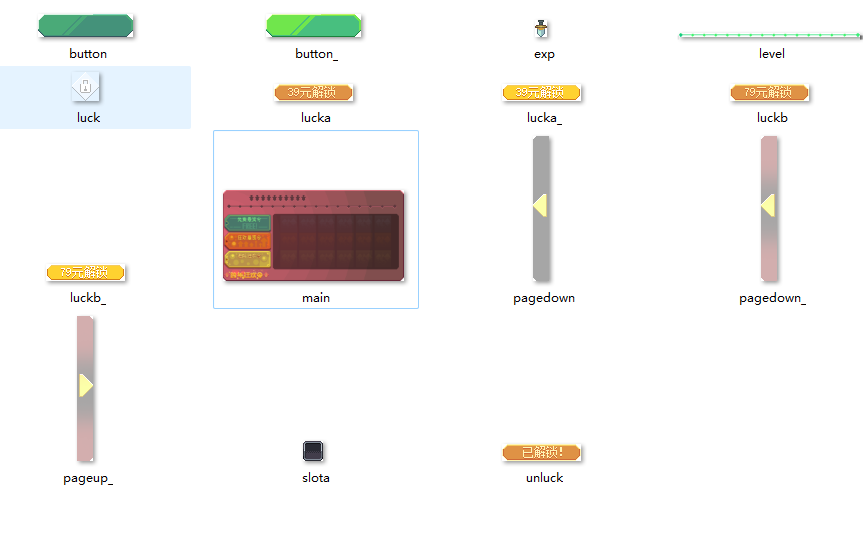 button
button_
exp
level
39元解锁
39元解锁
79元解锁
luck
lucka
lucka_
luckb
79元解锁
luckb_
main
pagedown
pagedown_
已解锁!
pageup_
slota
unluck